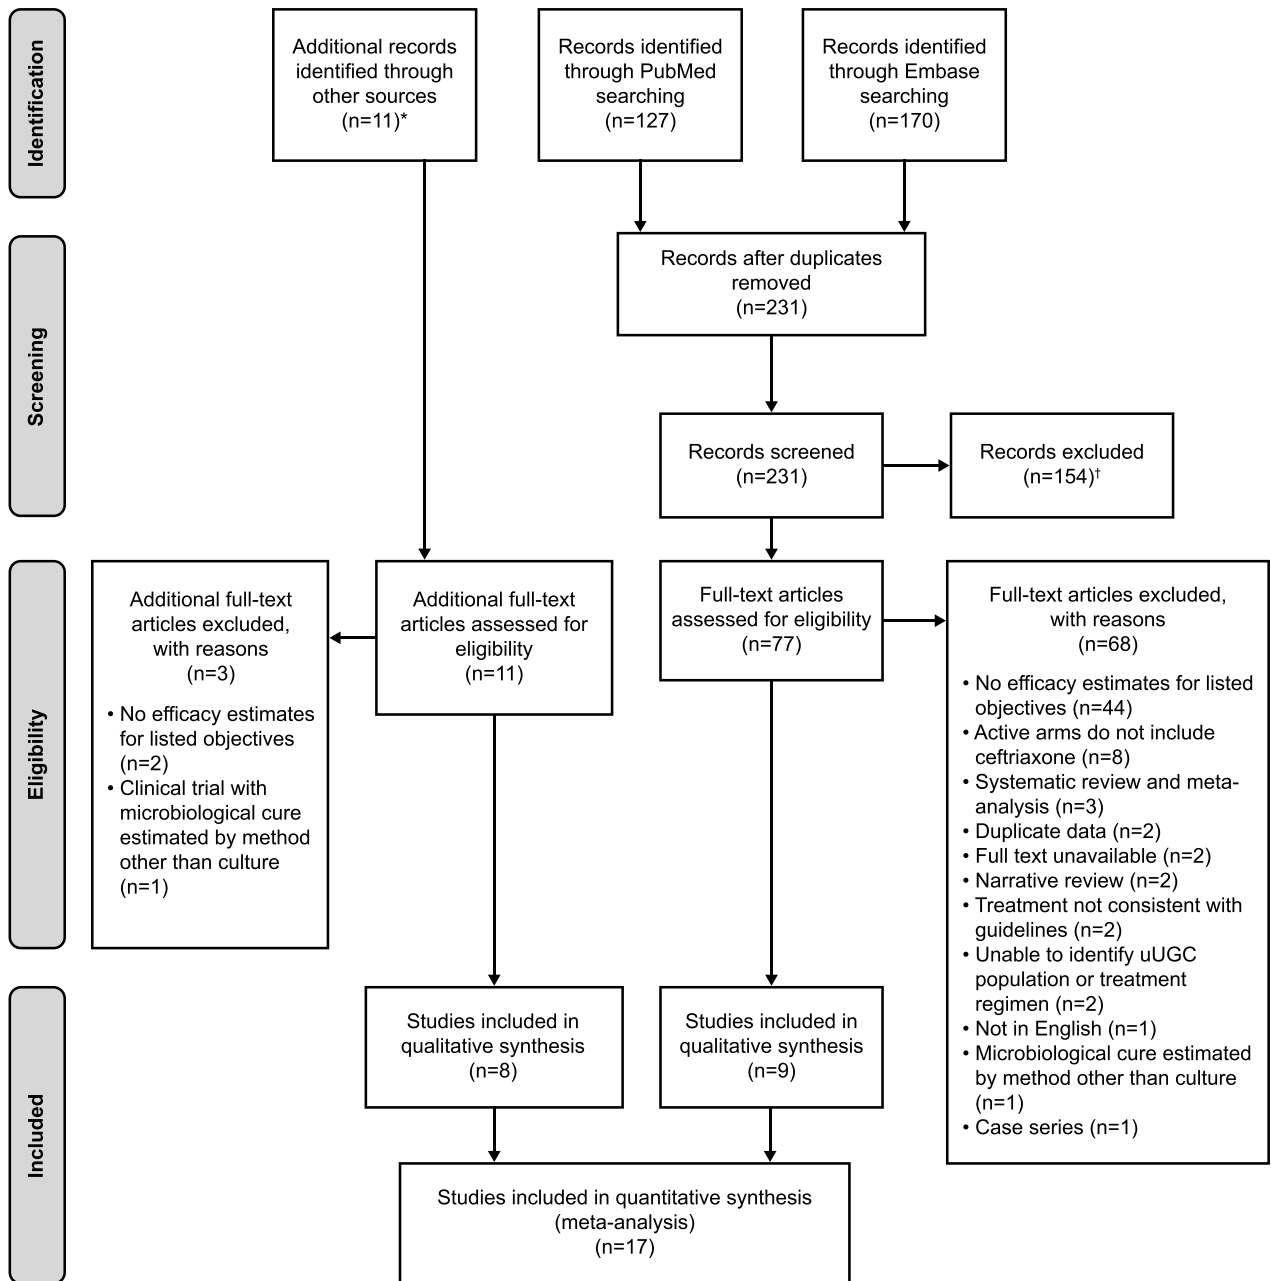 Identification
Additional records
identified through
other sources
(n=11)*
Records identified
through PubMed
searching
(n=127)
Records identified
through Embase
searching
(n=170)
Screening
Records after duplicates
removed
(n=231)
Records screened
(n=231)
Records excluded
(n=154)†
Eligibility
Additional full-text
articles excluded,
with reasons
(n=3)
• No efficacy estimates
for listed objectives
(n=2)
• Clinical trial with
microbiological cure
estimated by method
other than culture
(n=1)
Additional full-text
articles assessed for
eligibility
(n=11)
Full-text articles
assessed for eligibility
(n=77)
Full-text articles excluded,
with reasons
(n=68)
• No efficacy estimates for listed
objectives (n=44)
• Active arms do not include
ceftriaxone (n=8)
• Systematic review and meta-
analysis (n=3)
• Duplicate data (n=2)
• Full text unavailable (n=2)
• Narrative review (n=2)
• Treatment not consistent with
guidelines (n=2)
• Unable to identify uUGC
population or treatment
regimen (n=2)
• Not in English (n=1)
• Microbiological cure estimated
by method other than culture
(n=1)
• Case series (n=1)
Included
Studies included in
qualitative synthesis
(n=8)
Studies included in
qualitative synthesis
(n=9)
Studies included in quantitative synthesis
(meta-analysis)
(n=17)